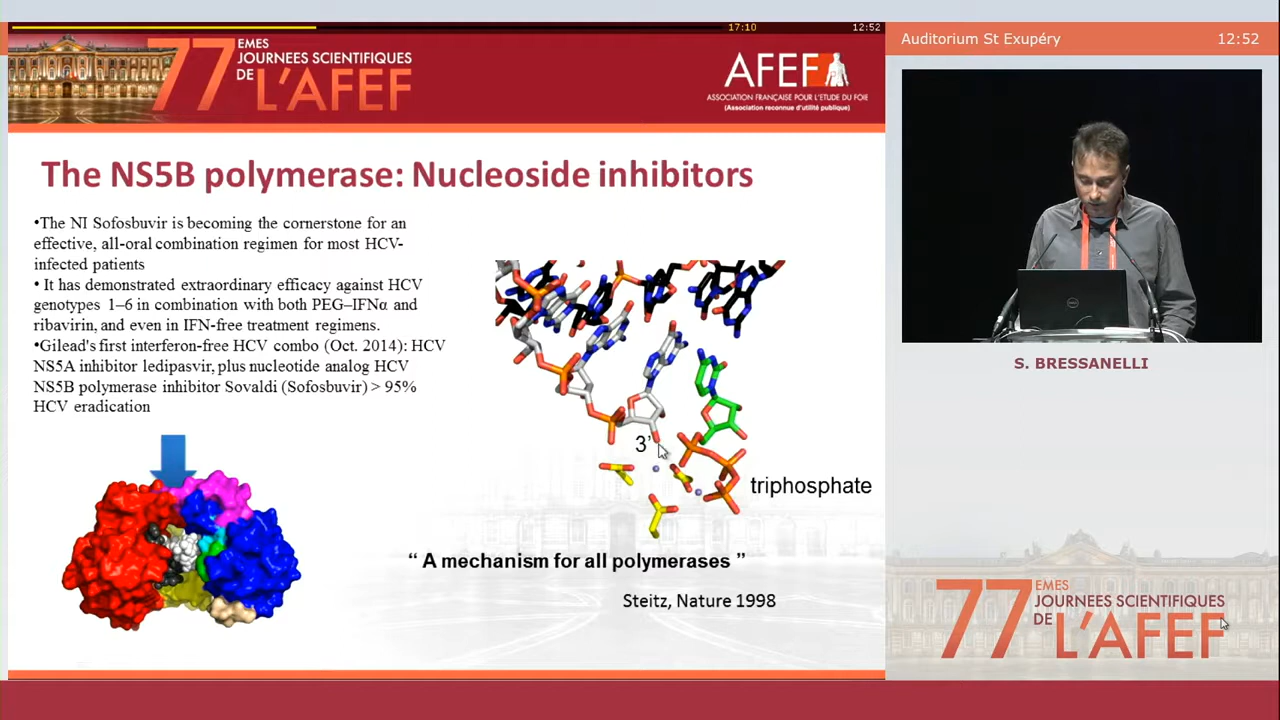 17:10
12:52
77
EMES
JOURNEES SCIENTIFIQUES
DE
L'AFEF
AFEF
ASSOCIATION FRANÇAISE POUR L'ETUDE DU FOIE
(Association reconnue d'utilité publique)
Auditorium St Exupéry
12:52
The NS5B polymerase: Nucleoside inhibitors
•The NI Sofosbuvir is becoming the cornerstone for an
effective, all-oral combination regimen for most HCV-
infected patients
• It has demonstrated extraordinary efficacy against HCV
genotypes 1–6 in combination with both PEG–IFNα and
ribavirin, and even in IFN-free treatment regimens.
•Gilead's first interferon-free HCV combo (Oct. 2014): HCV
NS5A inhibitor ledipasvir, plus nucleotide analog HCV
NS5B polymerase inhibitor Sovaldi (Sofosbuvir) > 95%
HCV eradication
3'
triphosphate
“ A mechanism for all polymerases ”
Steitz, Nature 1998
S. BRESSANELLI
77
EMES
JOURNEES SCIENTIFIQUES
DE
L'AFEF